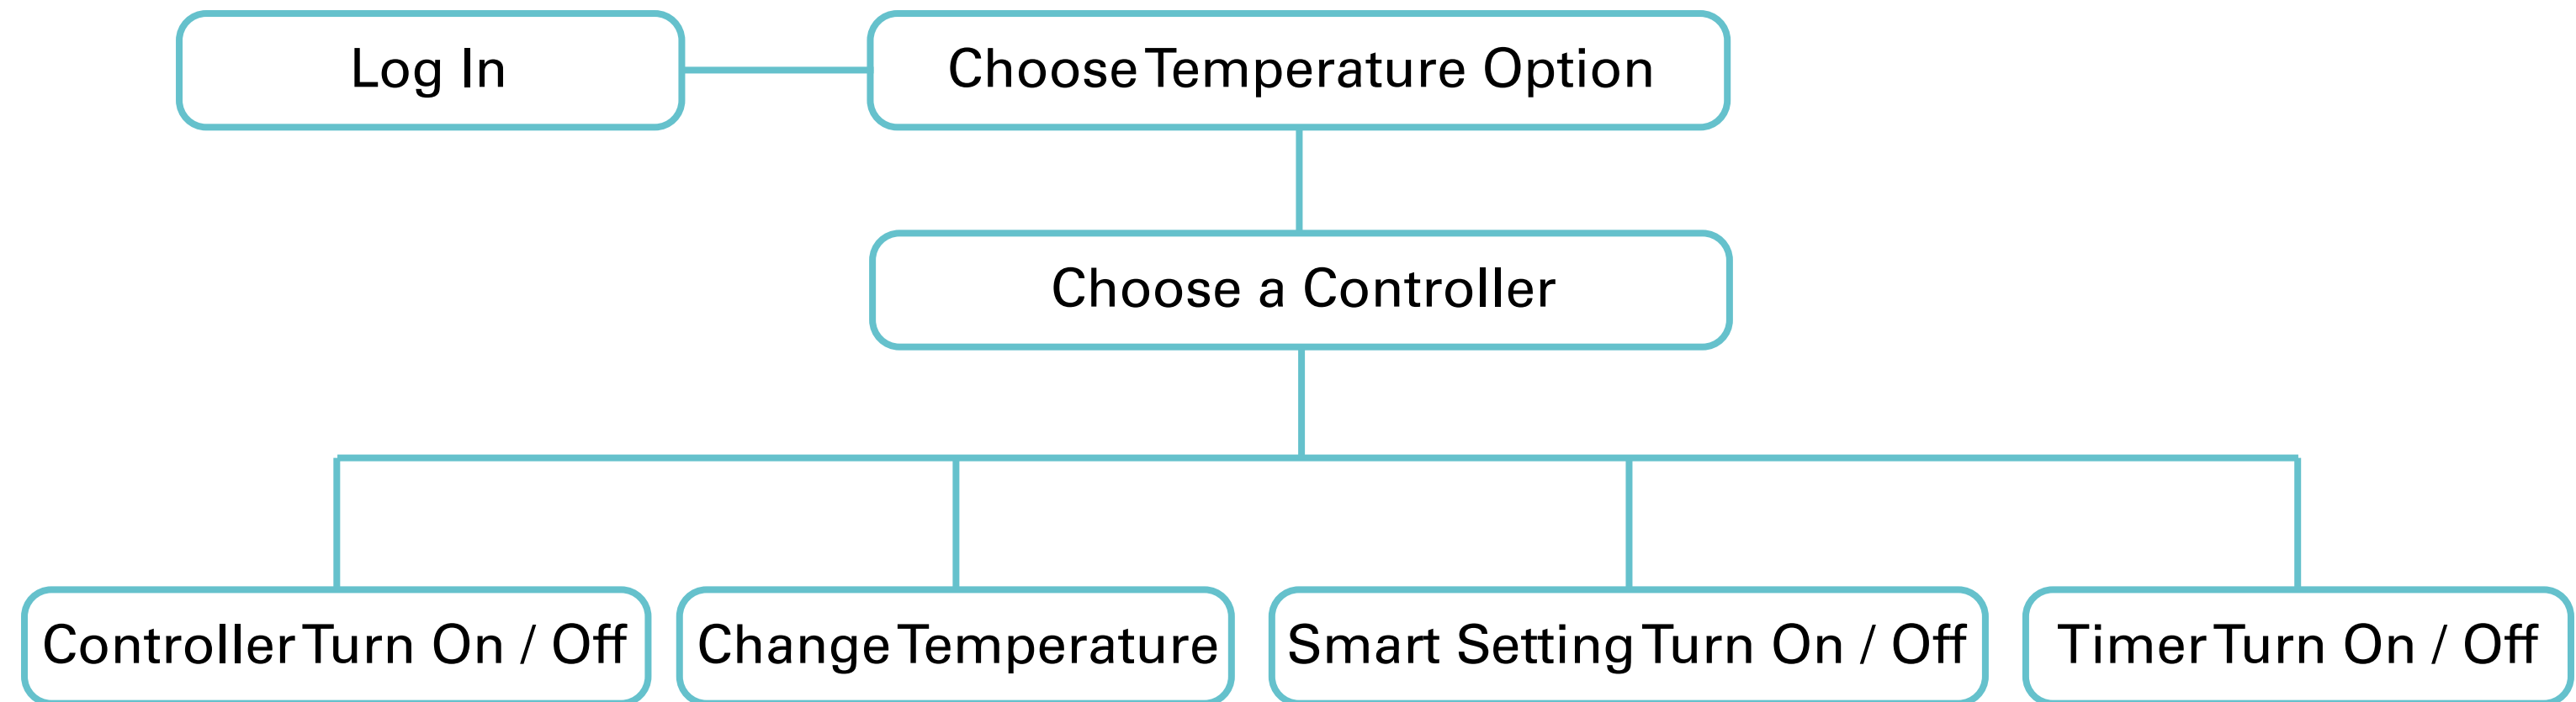 Log In
Choose Temperature Option
Choose a Controller
Controller Turn On / Off
Change Temperature
Smart Setting Turn On / Off
Timer Turn On / Off